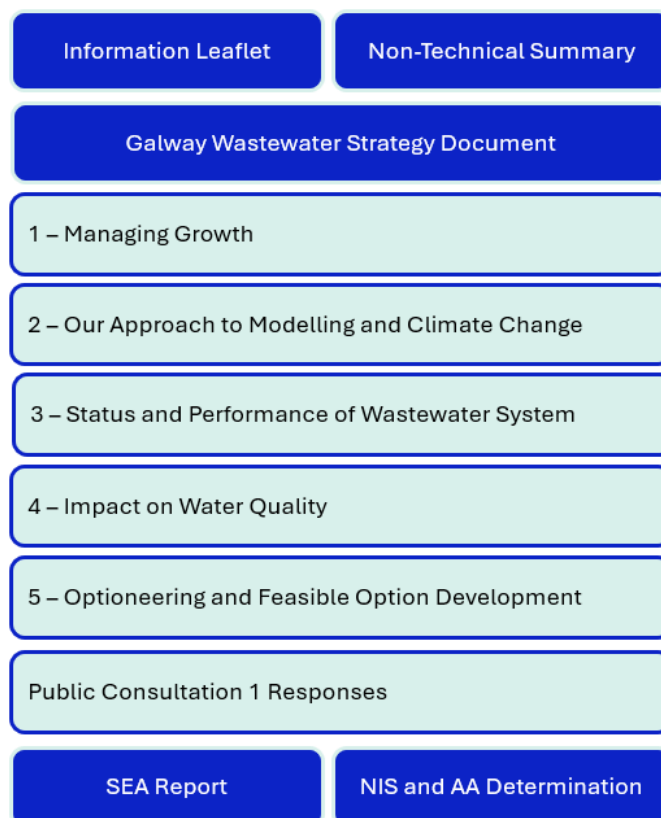 Information Leaflet
Non-Technical Summary
Galway Wastewater Strategy Document
1 – Managing Growth
2 – Our Approach to Modelling and Climate Change
3 – Status and Performance of Wastewater System
4 – Impact on Water Quality
5 – Optioneering and Feasible Option Development
Public Consultation 1 Responses
SEA Report
NIS and AA Determination